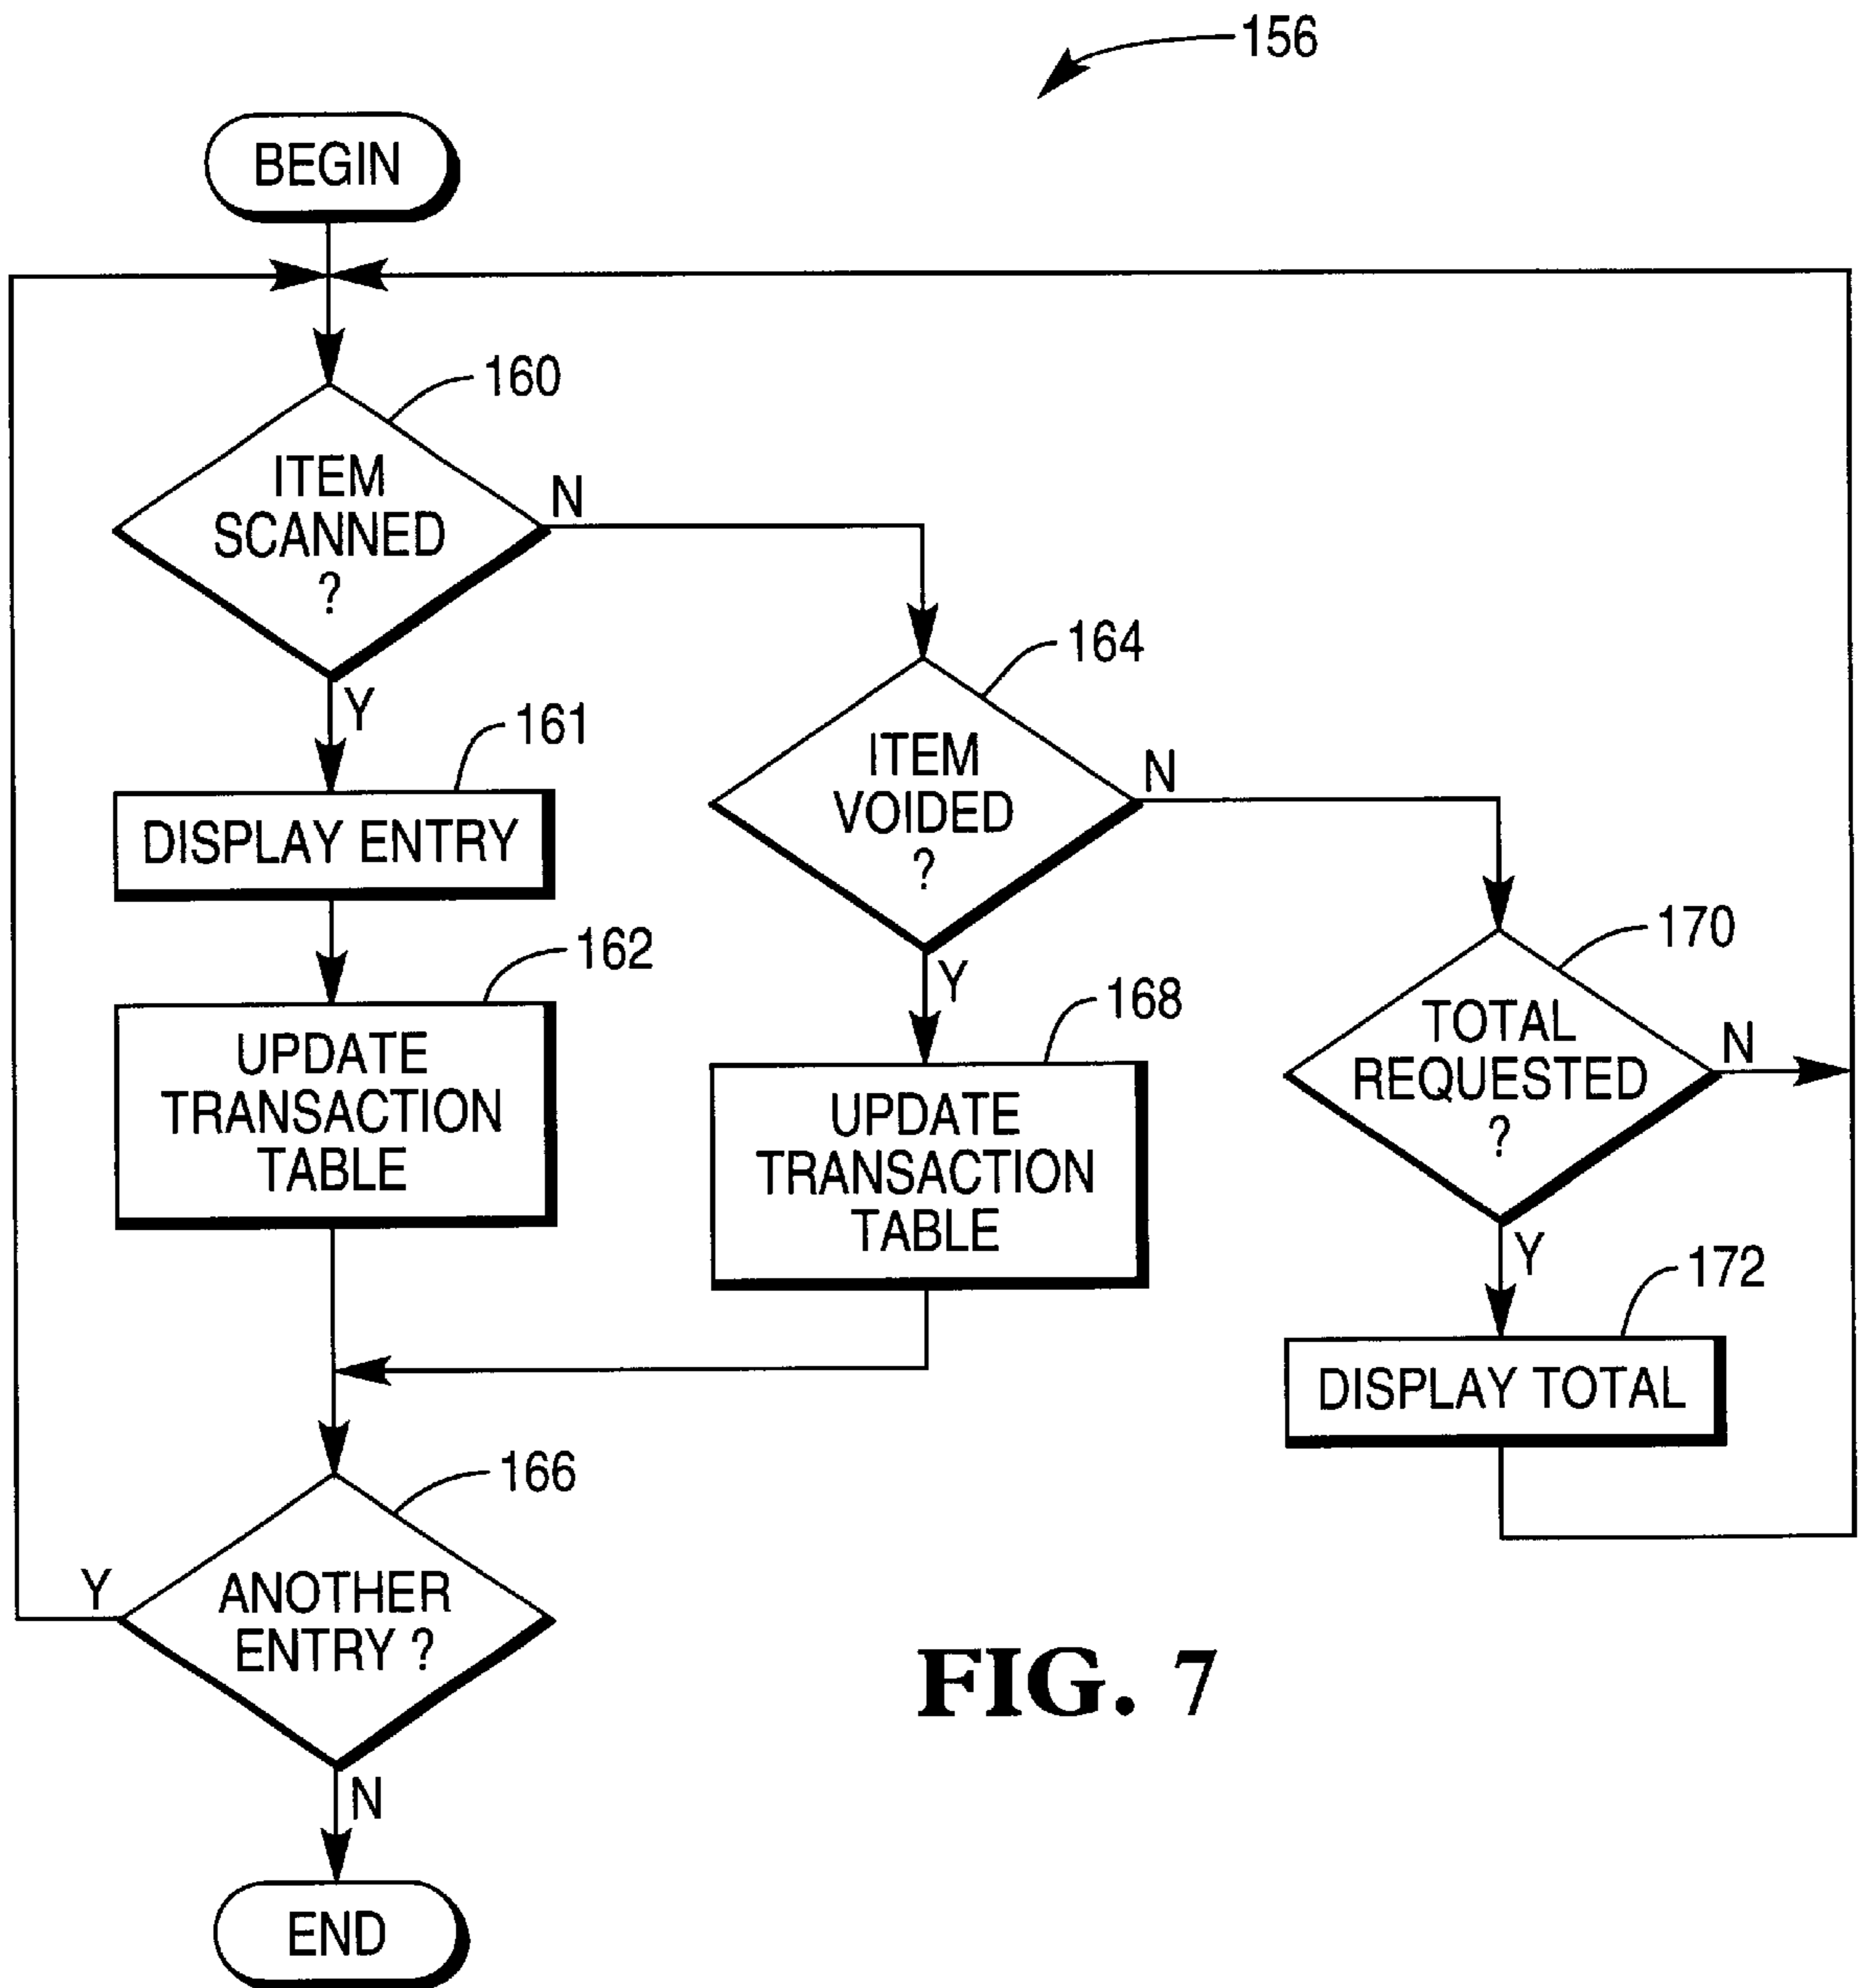 156
BEGIN
160
ITEM
SCANNED
?
N
Y
161
DISPLAY ENTRY
162
UPDATE
TRANSACTION
TABLE
164
ITEM
VOIDED
?
N
Y
168
UPDATE
TRANSACTION
TABLE
170
TOTAL
REQUESTED
?
N
Y
172
DISPLAY TOTAL
166
ANOTHER
ENTRY ?
Y
N
END
FIG. 7